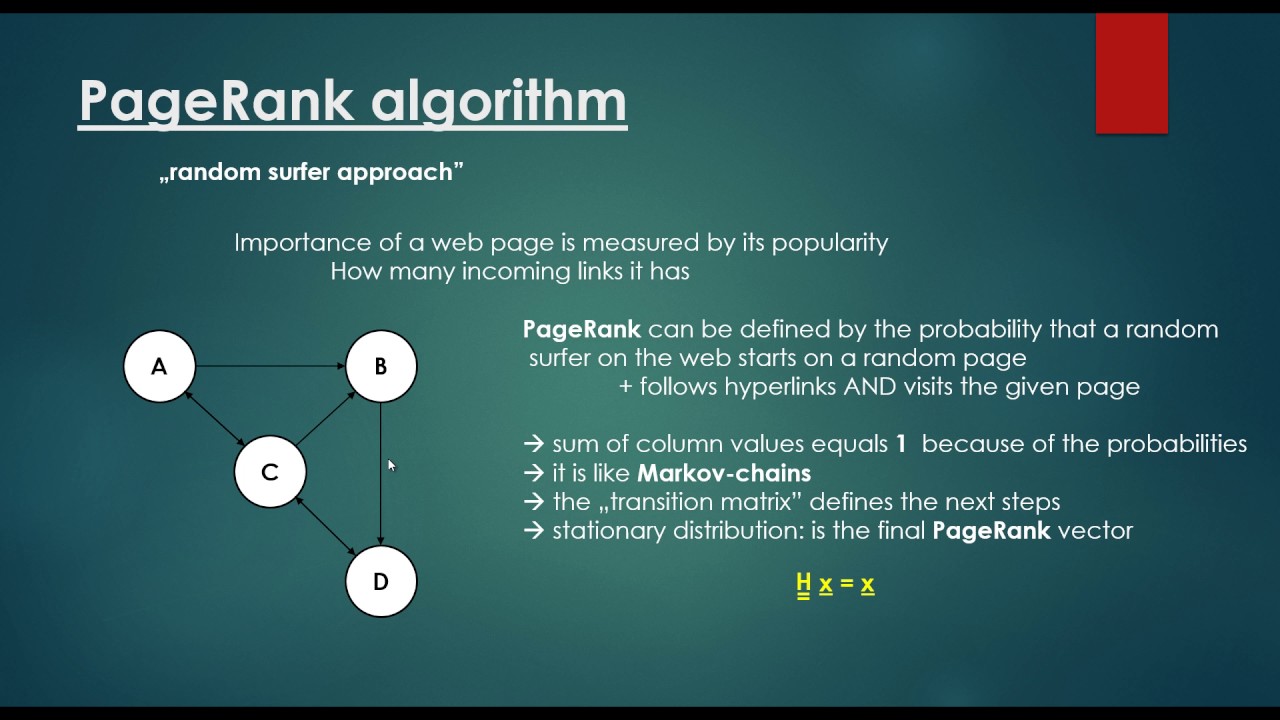 PageRank algorithm
„random surfer approach”
Importance of a web page is measured by its popularity
How many incoming links it has
PageRank can be defined by the probability that a random
surfer on the web starts on a random page
+ follows hyperlinks AND visits the given page
A
B
→ sum of column values equals 1 because of the probabilities
→ it is like Markov-chains
C
→ the „transition matrix” defines the next steps
→ stationary distribution: is the final PageRank vector
D
H x = x